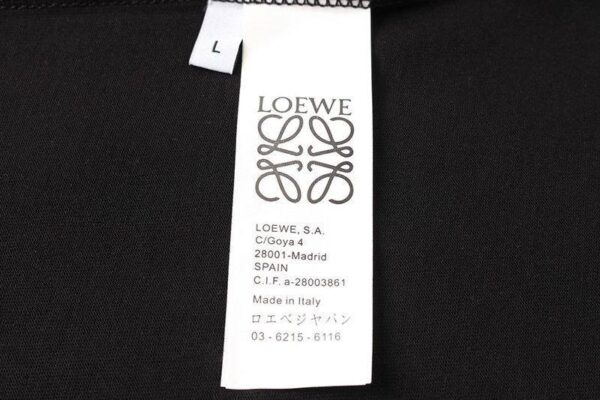 L
LOEWE
LOEWE, S.A.
C/Goya 4
28001-Madrid
SPAIN
C.I.F. a-28003861
Made in Italy
ロエベジャパン
03 - 6215 - 6116